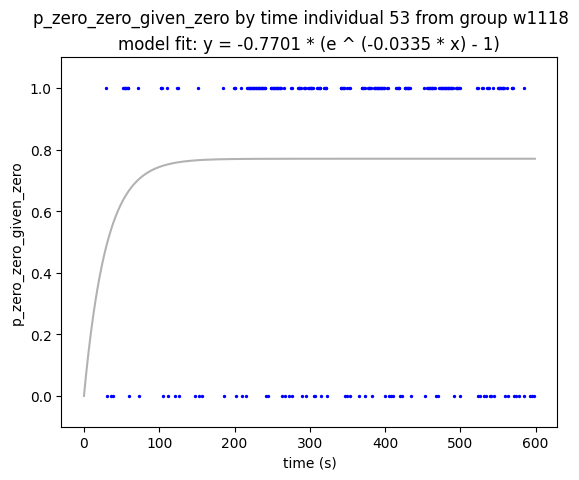 p_zero_zero_given_zero by time individual 53 from group w1118
model fit: y = -0.7701 * (e ^ (-0.0335 * x) - 1)
1.0
0.8
0.6
0.4
0.2
0.0
p_zero_zero_given_zero
0 100 200 300 400 500 600
time (s)